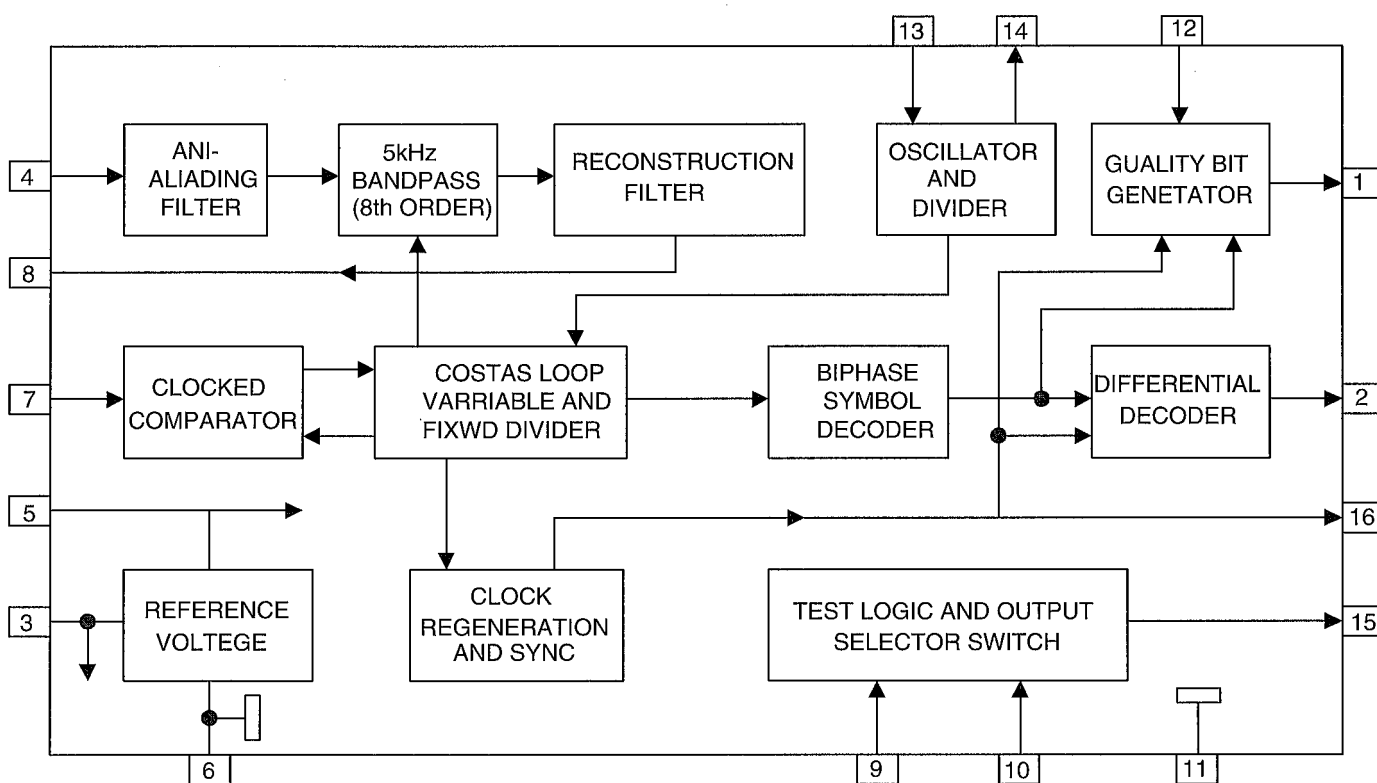 13
14
12
ANI-
ALIADING
FILTER
5kHz
BANDPASS
(8th ORDER)
RECONSTRUCTION
FILTER
OSCILLATOR
AND
DIVIDER
GUALITY BIT
GENETATOR
4
1
8
CLOCKED
COMPARATOR
COSTAS LOOP
VARRIABLE AND
FIXWD DIVIDER
BIPHASE
SYMBOL
DECODER
DIFFERENTIAL
DECODER
7
2
5
16
REFERENCE
VOLTEGE
CLOCK
REGENERATION
AND SYNC
TEST LOGIC AND OUTPUT
SELECTOR SWITCH
3
15
6
9
10
11